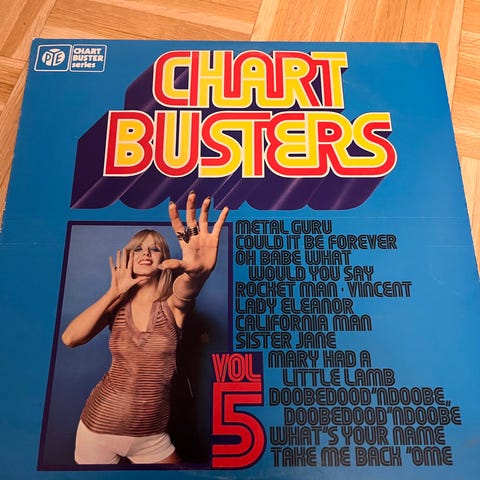 PYE
CHART
BUSTER
series
CHART
BUSTERS
METAL GURU
COULD IT BE FOREVER
OH BABE WHAT
WOULD YOU SAY
ROCKET MAN · VINCENT
LADY ELEANOR
CALIFORNIA MAN
SISTER JANE
MARY HAD A
LITTLE LAMB
DOOBEDOOD"NDOOBE,,
DOOBEDOOD"NDOOBE
WHAT'S YOUR NAME
TAKE ME BACK "OME
VOL
5